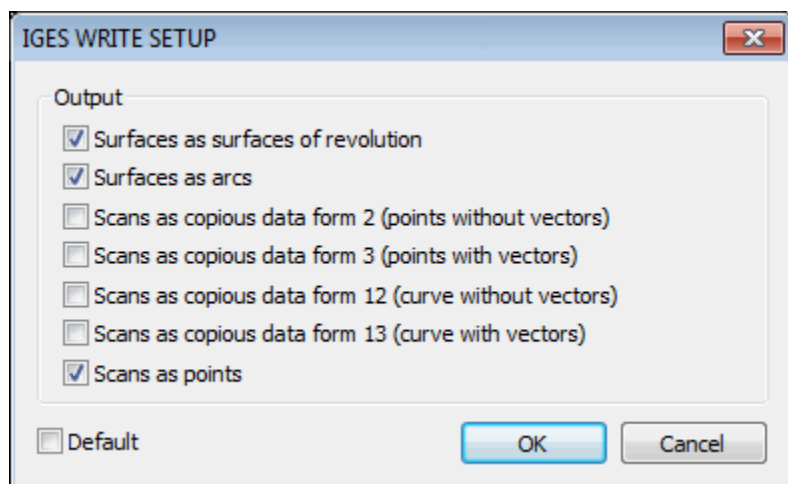 IGES WRITE SETUP
Output
Surfaces as surfaces of revolution
Surfaces as arcs
Scans as copious data form 2 (points without vectors)
Scans as copious data form 3 (points with vectors)
Scans as copious data form 12 (curve without vectors)
Scans as copious data form 13 (curve with vectors)
Scans as points
Default
OK
Cancel